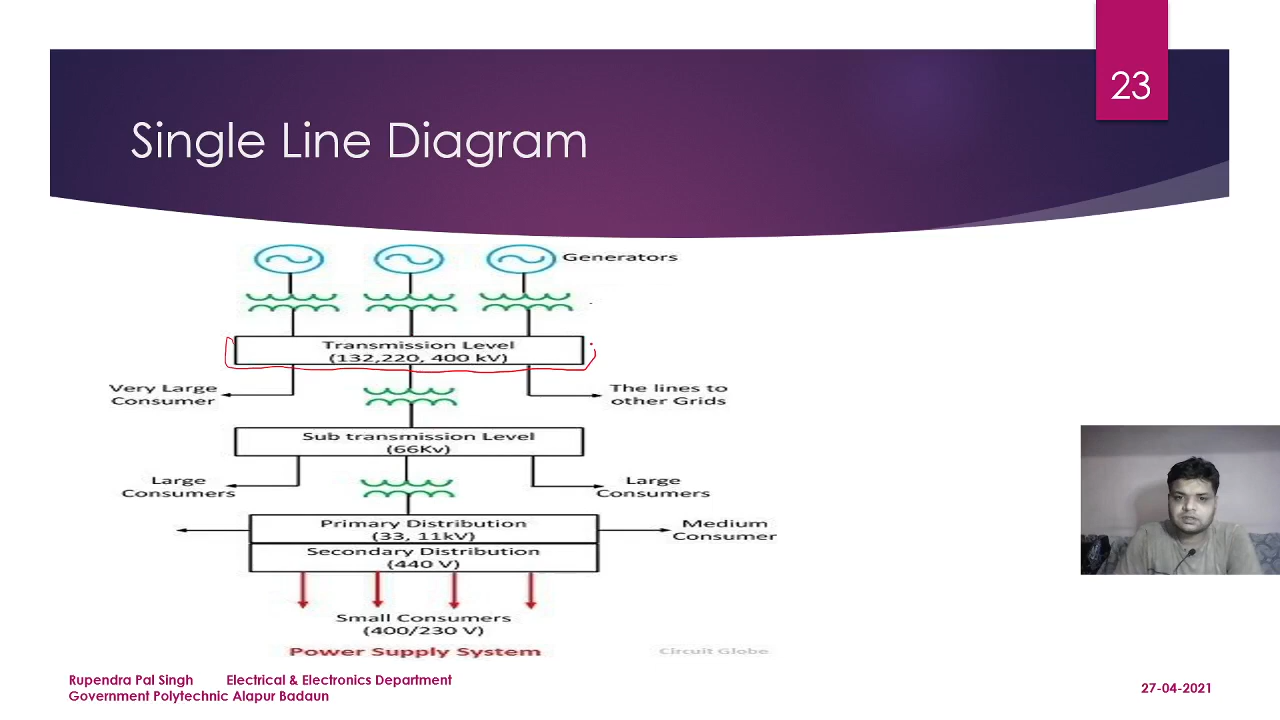 23
Single Line Diagram
Generators
Transmission Level
(132,220, 400 kV)
Very Large
Consumer
The lines to
other Grids
Sub transmission Level
(66Kv)
Large
Consumers
Large
Consumers
Primary Distribution
(33, 11kV)
Medium
Consumer
Secondary Distribution
(440 V)
Small Consumers
(400/230 V)
Power Supply System
Circuit Globe
Rupendra Pal Singh Electrical & Electronics Department
Government Polytechnic Alapur Badaun
27-04-2021